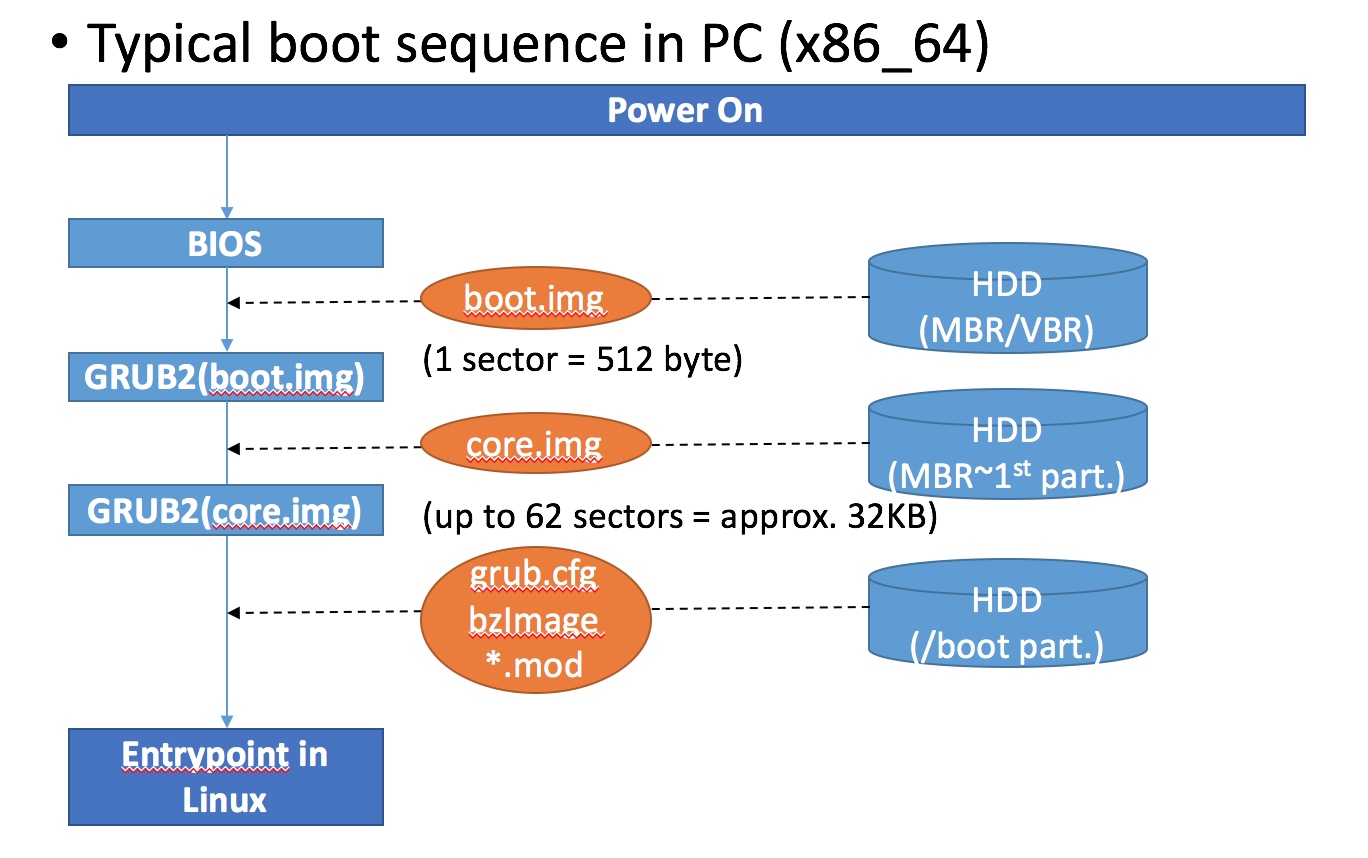 • Typical boot sequence in PC (x86_64)
Power On
BIOS
boot.img
HDD
(MBR/VBR)
(1 sector = 512 byte)
GRUB2(boot.img)
core.img
HDD
(MBR~1st part.)
GRUB2(core.img)
(up to 62 sectors = approx. 32KB)
grub.cfg
bzImage
*.mod
HDD
(/boot part.)
Entrypoint in
Linux